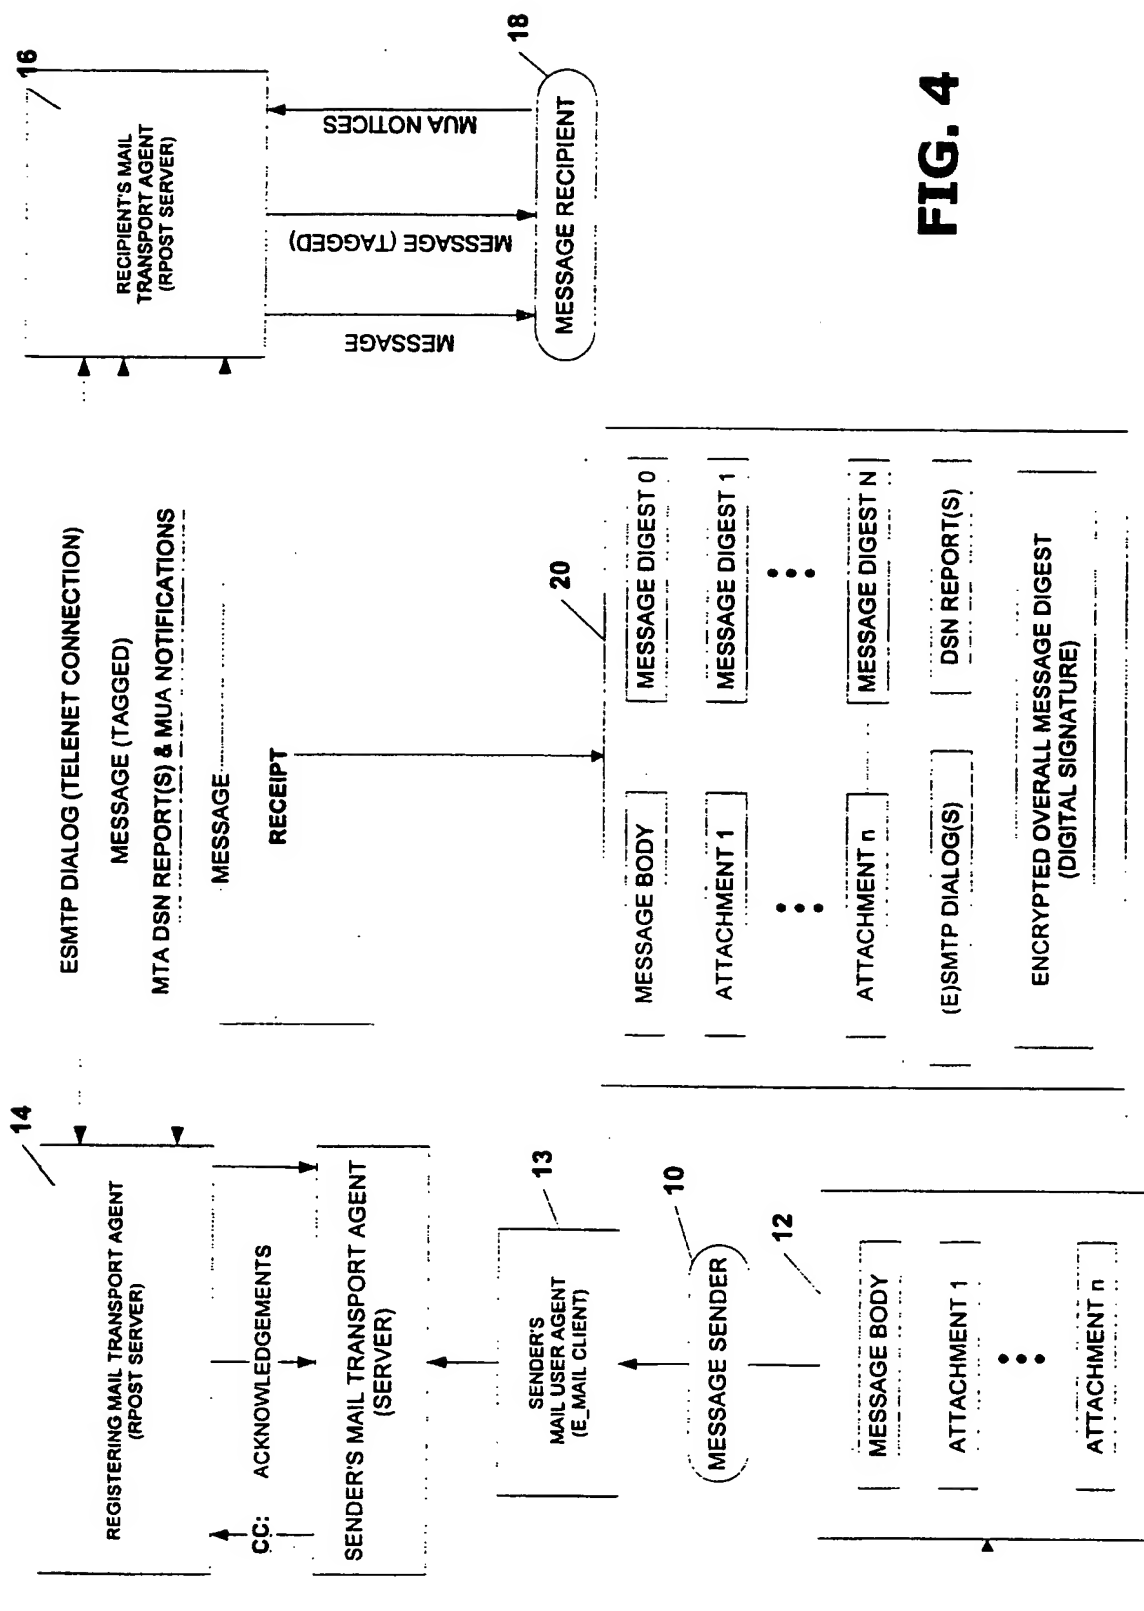 14
REGISTERING MAIL TRANSPORT AGENT
(RPOST SERVER)
CC:
ACKNOWLEDGEMENTS
SENDER'S MAIL TRANSPORT AGENT
(SERVER)
13
SENDER'S
MAIL USER AGENT
(E_MAIL CLIENT)
10
MESSAGE SENDER
12
MESSAGE BODY
ATTACHMENT 1
ATTACHMENT n
ESMTP DIALOG (TELENET CONNECTION)
MESSAGE (TAGGED)
MTA DSN REPORT(S) & MUA NOTIFICATIONS
MESSAGE
RECEIPT
20
MESSAGE BODY
MESSAGE DIGEST 0
ATTACHMENT 1
MESSAGE DIGEST 1
ATTACHMENT n
MESSAGE DIGEST N
(E)SMTP DIALOG(S)
DSN REPORT(S)
ENCRYPTED OVERALL MESSAGE DIGEST
(DIGITAL SIGNATURE)
16
RECIPIENT'S MAIL
TRANSPORT AGENT
(RPOST SERVER)
MESSAGE
MESSAGE (TAGGED)
MUA NOTICES
18
MESSAGE RECIPIENT
FIG. 4